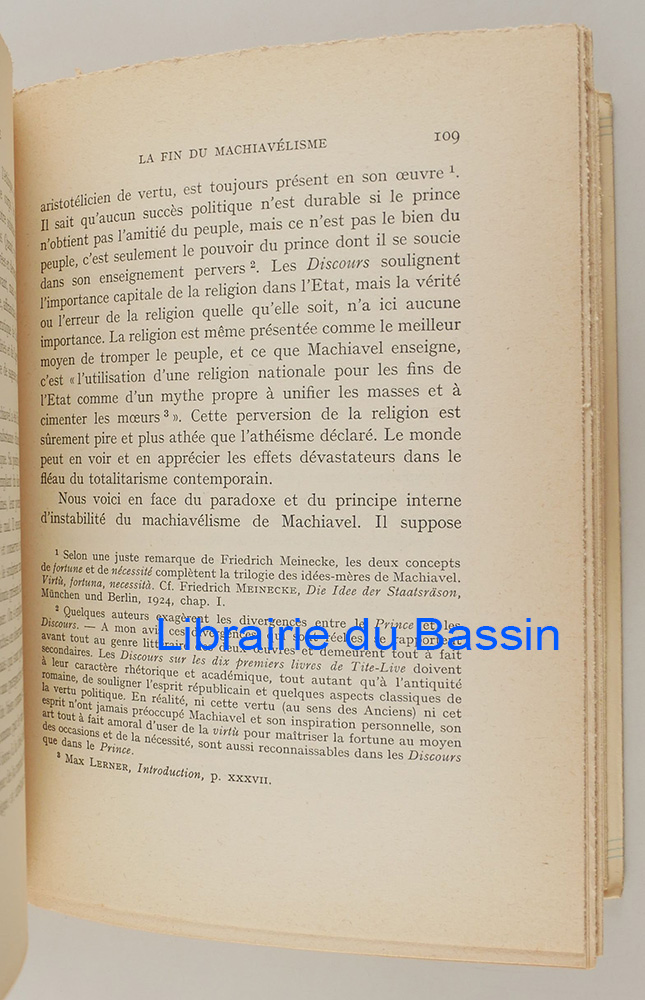 LA FIN DU MACHIAVÉLISME 109
aristotélicien de vertu, est toujours présent en son œuvre ¹.
Il sait qu'aucun succès politique n'est durable si le prince
n'obtient pas l'amitié du peuple, mais ce n'est pas le bien du
peuple, c'est seulement le pouvoir du prince dont il se soucie
dans son enseignement pervers ². Les Discours soulignent
l'importance capitale de la religion dans l'Etat, mais la vérité
ou l'erreur de la religion quelle qu'elle soit, n'a ici aucune
importance. La religion est même présentée comme le meilleur
moyen de tromper le peuple, et ce que Machiavel enseigne,
c'est « l'utilisation d'une religion nationale pour les fins de
l'Etat comme d'un mythe propre à unifier les masses et à
cimenter les mœurs ³ ». Cette perversion de la religion est
sûrement pire et plus athée que l'athéisme déclaré. Le monde
peut en voir et en apprécier les effets dévastateurs dans le
fléau du totalitarisme contemporain.
Nous voici en face du paradoxe et du principe interne
d'instabilité du machiavélisme de Machiavel. Il suppose
¹ Selon une juste remarque de Friedrich Meinecke, les deux concepts
de fortune et de nécessité complètent la trilogie des idées-mères de Machiavel.
Virtù, fortuna, necessità. Cf. Friedrich MEINECKE, Die Idee der Staatsräson,
München und Berlin, 1924, chap. I.
² Quelques auteurs exagèrent les divergences entre le Prince et les
Discours. — A mon avis ces divergences, qui sont réelles, se rapportent
avant tout au genre littéraire des deux œuvres et demeurent tout à fait
secondaires. Les Discours sur les dix premiers livres de Tite-Live doivent
à leur caractère rhétorique et académique, tout autant qu'à l'antiquité
romaine, de souligner l'esprit républicain et quelques aspects classiques de
la vertu politique. En réalité, ni cette vertu (au sens des Anciens) ni cet
esprit n'ont jamais préoccupé Machiavel et son inspiration personnelle, son
art tout à fait amoral d'user de la virtù pour maîtriser la fortune au moyen
des occasions et de la nécessité, sont aussi reconnaissables dans les Discours
que dans le Prince.
³ Max LERNER, Introduction, p. XXXVII.
Librairie du Bassin